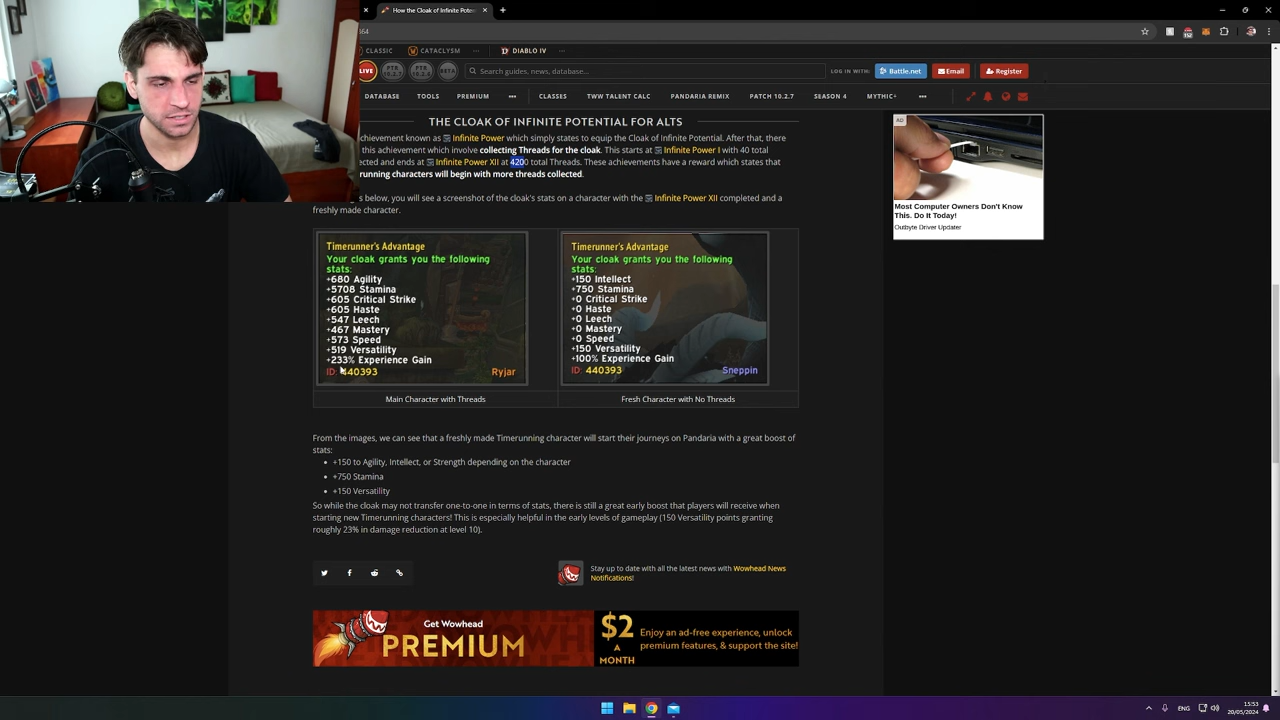 How the Cloak of Infinite Poten
CLASSIC CATACLYSM DIABLO IV
LIVE
PTR 10.2.7
BETA
Search guides, news, database...
LOG IN WITH: Battle.net Email Register
DATABASE TOOLS PREMIUM ••• CLASSES TWW TALENT CALC PANDARIA REMIX PATCH 10.2.7 SEASON 4 MYTHIC+ •••
THE CLOAK OF INFINITE POTENTIAL FOR ALTS
chievement known as Infinite Power which simply states to equip the Cloak of Infinite Potential. After that, there
this achievement which involve collecting Threads for the cloak. This starts at Infinite Power I with 40 total
cted and ends at Infinite Power XII at 4200 total Threads. These achievements have a reward which states that
running characters will begin with more threads collected.
s below, you will see a screenshot of the cloak's stats on a character with the Infinite Power XII completed and a
freshly made character.
Timerunner's Advantage
Your cloak grants you the following
stats:
+680 Agility
+5708 Stamina
+605 Critical Strike
+605 Haste
+547 Leech
+467 Mastery
+573 Speed
+519 Versatility
+233% Experience Gain
ID: 440393 Ryjar
Timerunner's Advantage
Your cloak grants you the following
stats:
+150 Intellect
+750 Stamina
+0 Critical Strike
+0 Haste
+0 Leech
+0 Mastery
+0 Speed
+150 Versatility
+100% Experience Gain
ID: 440393 Sneppin
Main Character with Threads
Fresh Character with No Threads
From the images, we can see that a freshly made Timerunning character will start their journeys on Pandaria with a great boost of
stats:
• +150 to Agility, Intellect, or Strength depending on the character
• +750 Stamina
• +150 Versatility
So while the cloak may not transfer one-to-one in terms of stats, there is still a great early boost that players will receive when
starting new Timerunning characters! This is especially helpful in the early levels of gameplay (150 Versatility points granting
roughly 23% in damage reduction at level 10).
Stay up to date with all the latest news with Wowhead News
Notifications!
Get Wowhead
PREMIUM
$2
A
MONTH
Enjoy an ad-free experience, unlock
premium features, & support the site!
AD
Most Computer Owners Don't Know
This. Do It Today!
Outbyte Driver Updater
ENG
15:53
20/05/2024